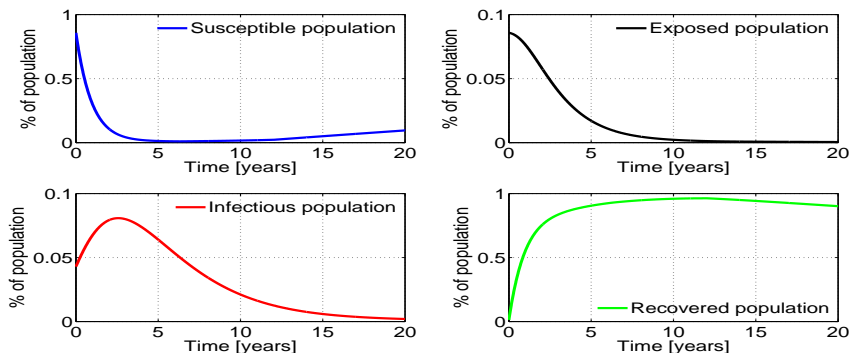 Susceptible population
% of population
1
0.5
0
0
5
10
15
20
Time [years]
Exposed population
% of population
0.1
0.05
0
0
5
10
15
20
Time [years]
Infectious population
% of population
0.1
0.05
0
0
5
10
15
20
Time [years]
Recovered population
% of population
1
0.5
0
0
5
10
15
20
Time [years]